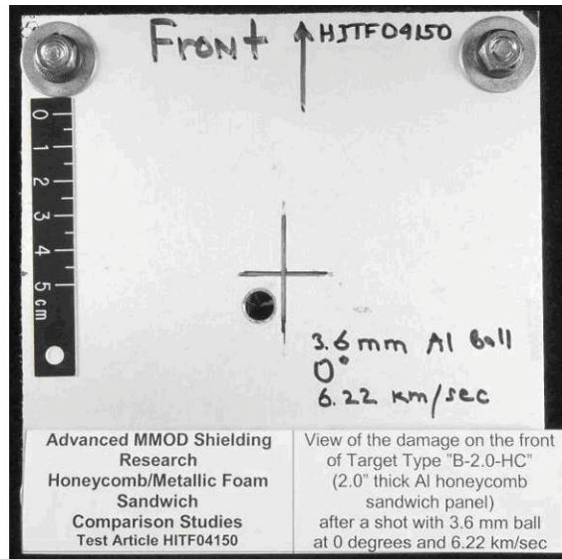 Front
HITF04150
0
1
2
3
4
5
cm
3.6 mm Al Ball
0°
6.22 km/sec
Advanced MMOD Shielding
Research
Honeycomb/Metallic Foam
Sandwich
Comparison Studies
Test Article HITF04150
View of the damage on the front
of Target Type "B-2.0-HC"
(2.0" thick Al honeycomb
sandwich panel)
after a shot with 3.6 mm ball
at 0 degrees and 6.22 km/sec